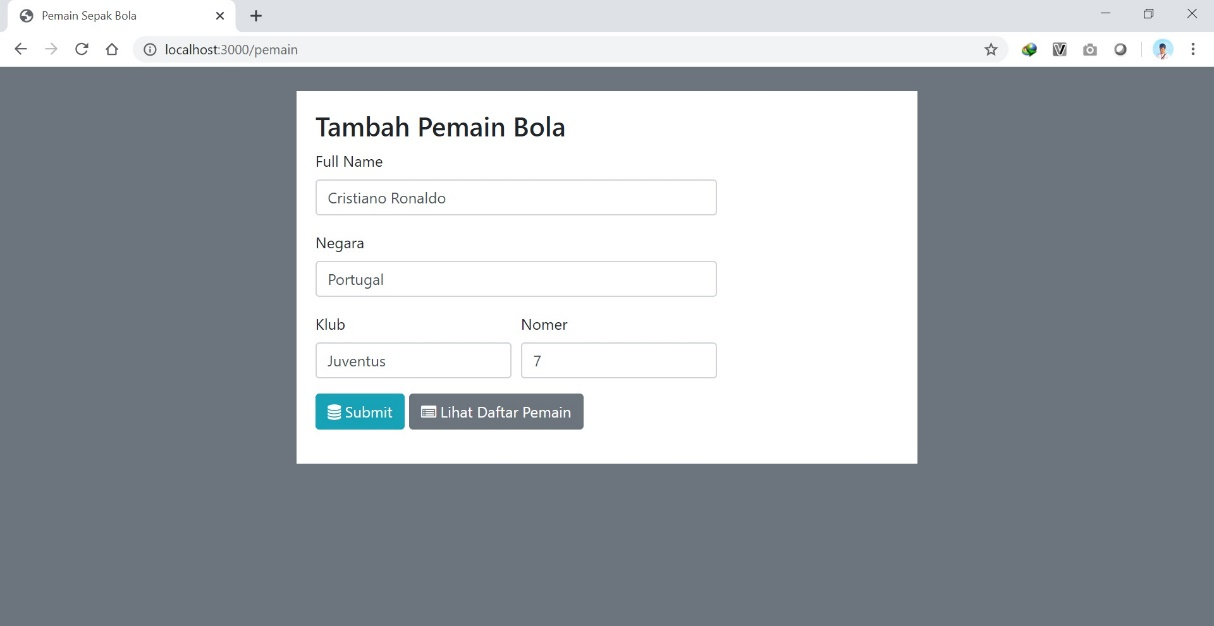 Pemain Sepak Bola
localhost:3000/pemain
Tambah Pemain Bola
Full Name
Cristiano Ronaldo
Negara
Portugal
Klub Nomer
Juventus 7
Submit Lihat Daftar Pemain